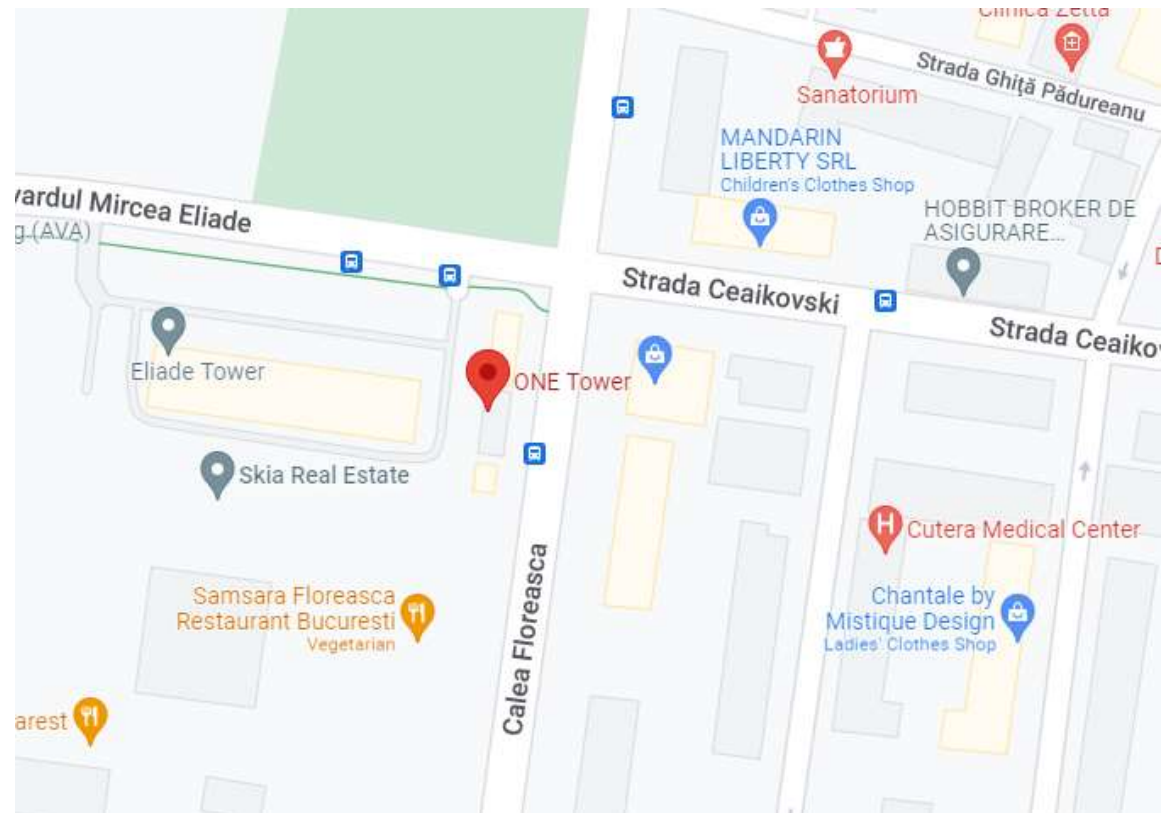 Clinica Zetta
Strada Ghiţă Pădureanu
Sanatorium
MANDARIN
LIBERTY SRL
Children's Clothes Shop
vardul Mircea Eliade
g (AVA)
HOBBIT BROKER DE
ASIGURARE...
Strada Ceaikovski
Strada Ceaiko
Eliade Tower
ONE Tower
Skia Real Estate
H
Cutera Medical Center
Samsara Floreasca
Restaurant Bucuresti
Vegetarian
Calea Floreasca
Chantale by
Mistique Design
Ladies' Clothes Shop
arest